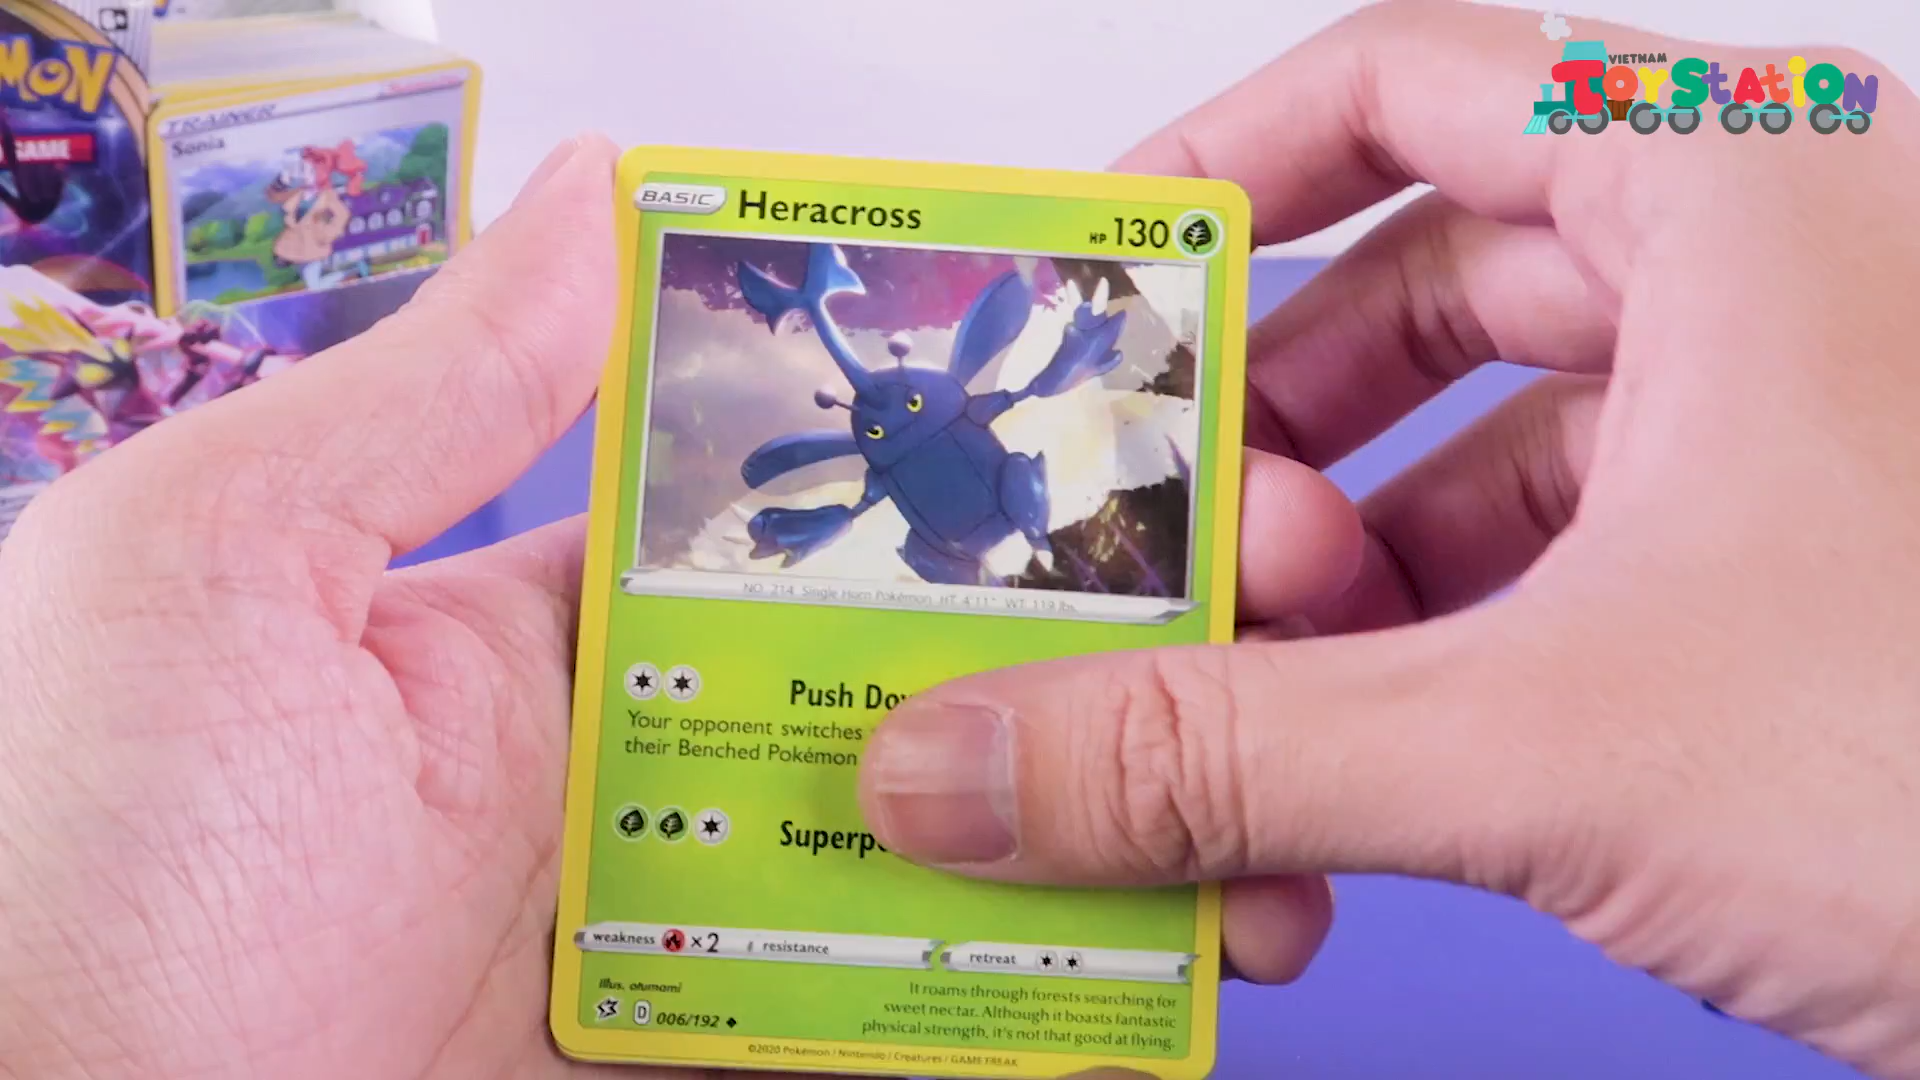 VIETNAM
ToyStation
MON
GAME
TRAINER
Sonia
BASIC
Heracross
HP 130
NO. 214 Single Horn Pokémon HT 4'11" WT 119 lbs.
Push
Your opponent switches
their Benched Pokémon
weakness ×2
resistance
retreat
Illus. otumami
D 006/192
It roams through forests searching for
sweet nectar. Although it boasts fantastic
physical strength, it's not that good at flying.
©2020 Pokémon / Nintendo / Creatures / GAME FREAK